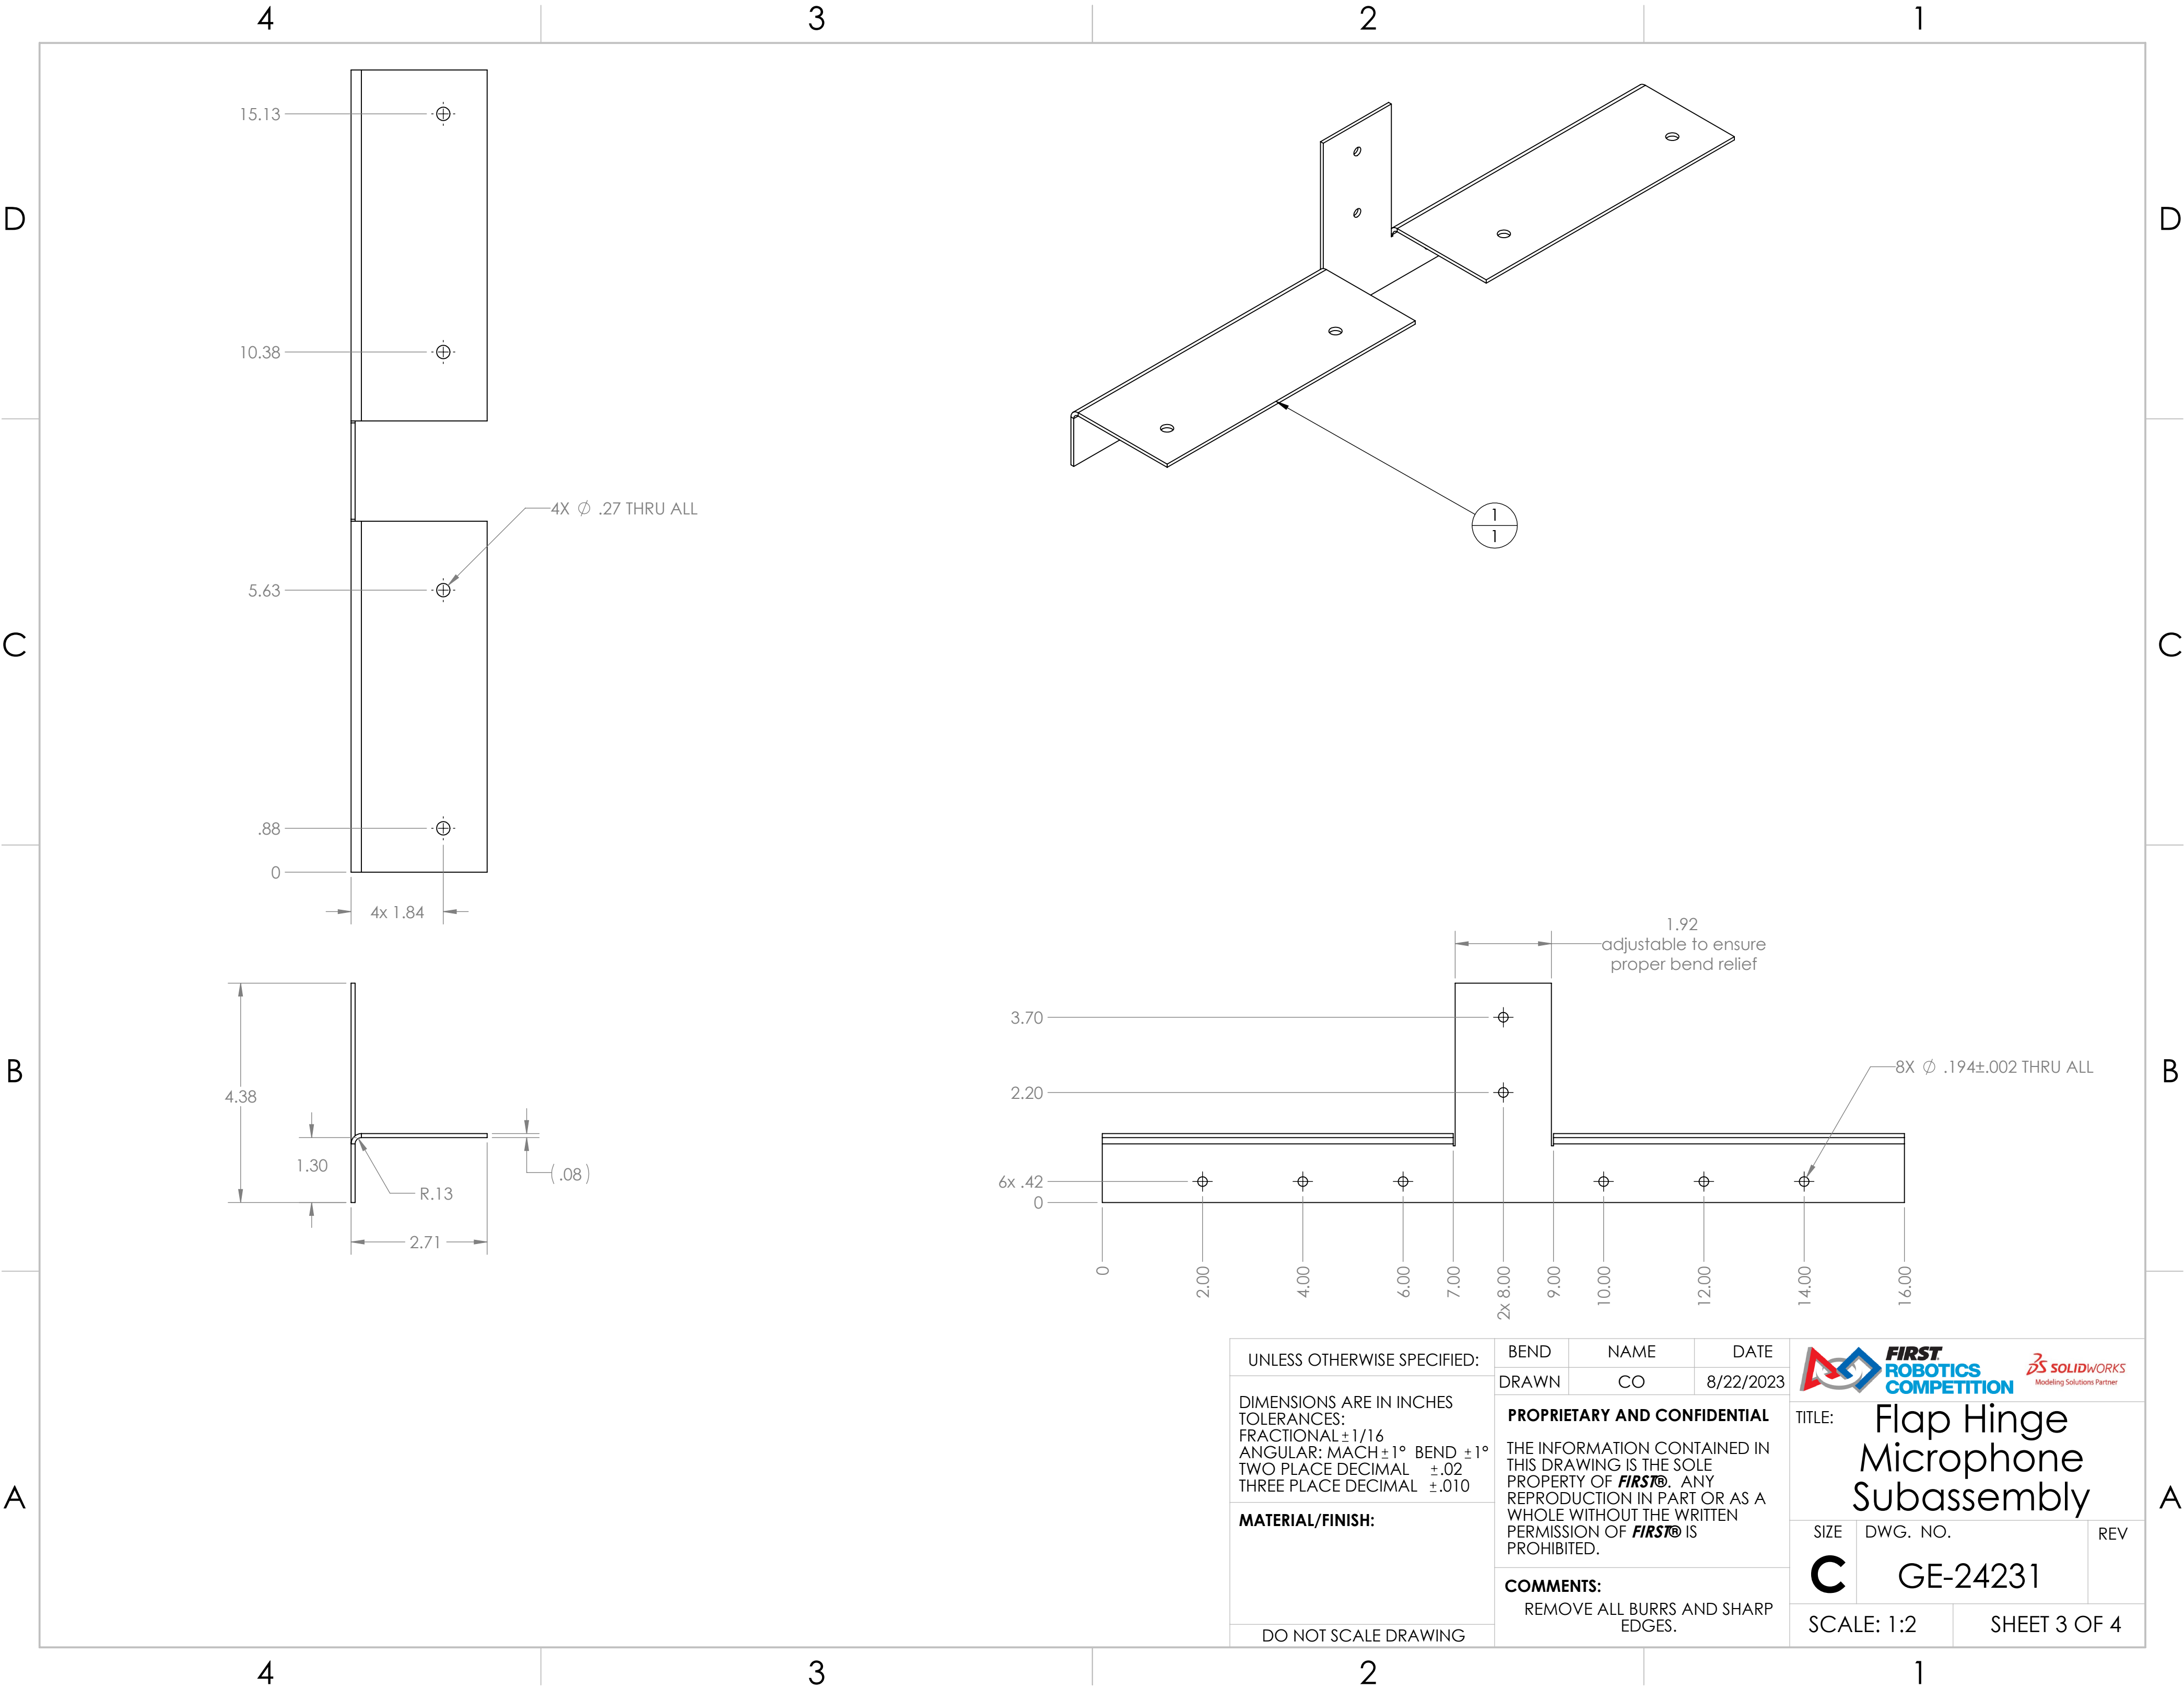 4
3
2
1
D
D
C
C
B
B
A
A
15.13
10.38
4X ∅ .27 THRU ALL
5.63
.88
0
4x 1.84
1
1
4.38
1.30
R.13
(.08)
2.71
1.92
adjustable to ensure
proper bend relief
3.70
2.20
8X ∅ .194±.002 THRU ALL
6x .42
0
0
2.00
4.00
6.00
7.00
2x 8.00
9.00
10.00
12.00
14.00
16.00
UNLESS OTHERWISE SPECIFIED:
DIMENSIONS ARE IN INCHES
TOLERANCES:
FRACTIONAL±1/16
ANGULAR: MACH±1° BEND ±1°
TWO PLACE DECIMAL ±.02
THREE PLACE DECIMAL ±.010
MATERIAL/FINISH:
DO NOT SCALE DRAWING
BEND NAME DATE
DRAWN CO 8/22/2023
PROPRIETARY AND CONFIDENTIAL
THE INFORMATION CONTAINED IN
THIS DRAWING IS THE SOLE
PROPERTY OF FIRST®. ANY
REPRODUCTION IN PART OR AS A
WHOLE WITHOUT THE WRITTEN
PERMISSION OF FIRST® IS
PROHIBITED.
COMMENTS:
REMOVE ALL BURRS AND SHARP
EDGES.
FIRST
ROBOTICS
COMPETITION
SOLIDWORKS
Modeling Solutions Partner
TITLE:
Flap Hinge
Microphone
Subassembly
SIZE DWG. NO. REV
C GE-24231
SCALE: 1:2 SHEET 3 OF 4
4
3
2
1